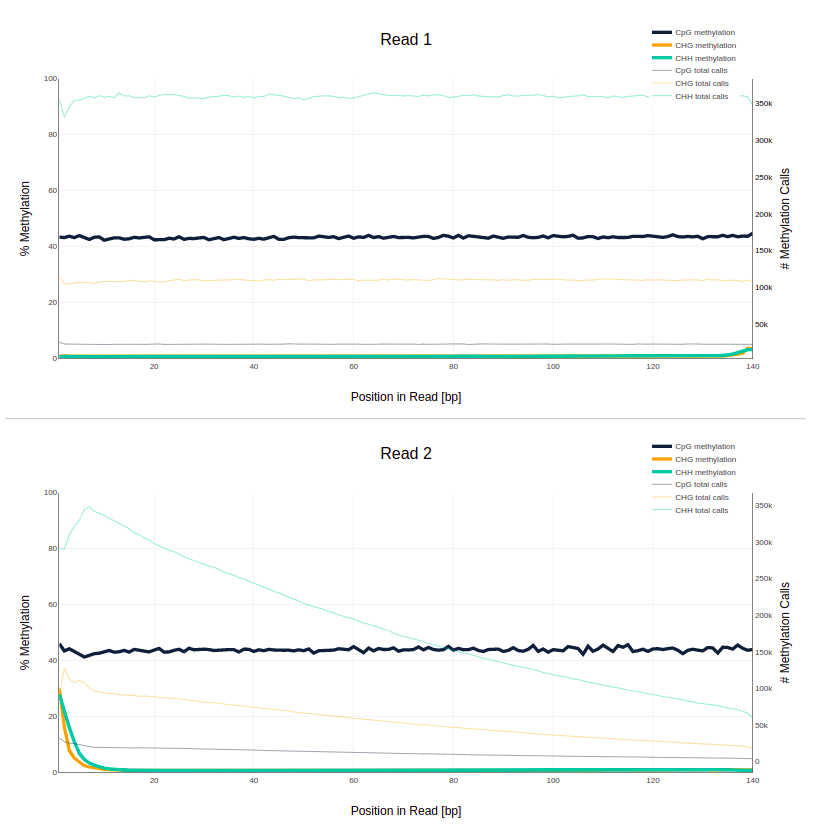 Read 1
CpG methylation
CHG methylation
CHH methylation
CpG total calls
CHG total calls
CHH total calls
100
80
60
40
20
0
% Methylation
350k
300k
250k
200k
150k
100k
50k
# Methylation Calls
20 40 60 80 100 120 140
Position in Read [bp]
Read 2
CpG methylation
CHG methylation
CHH methylation
CpG total calls
CHG total calls
CHH total calls
100
80
60
40
20
0
% Methylation
350k
300k
250k
200k
150k
100k
50k
0
# Methylation Calls
20 40 60 80 100 120 140
Position in Read [bp]